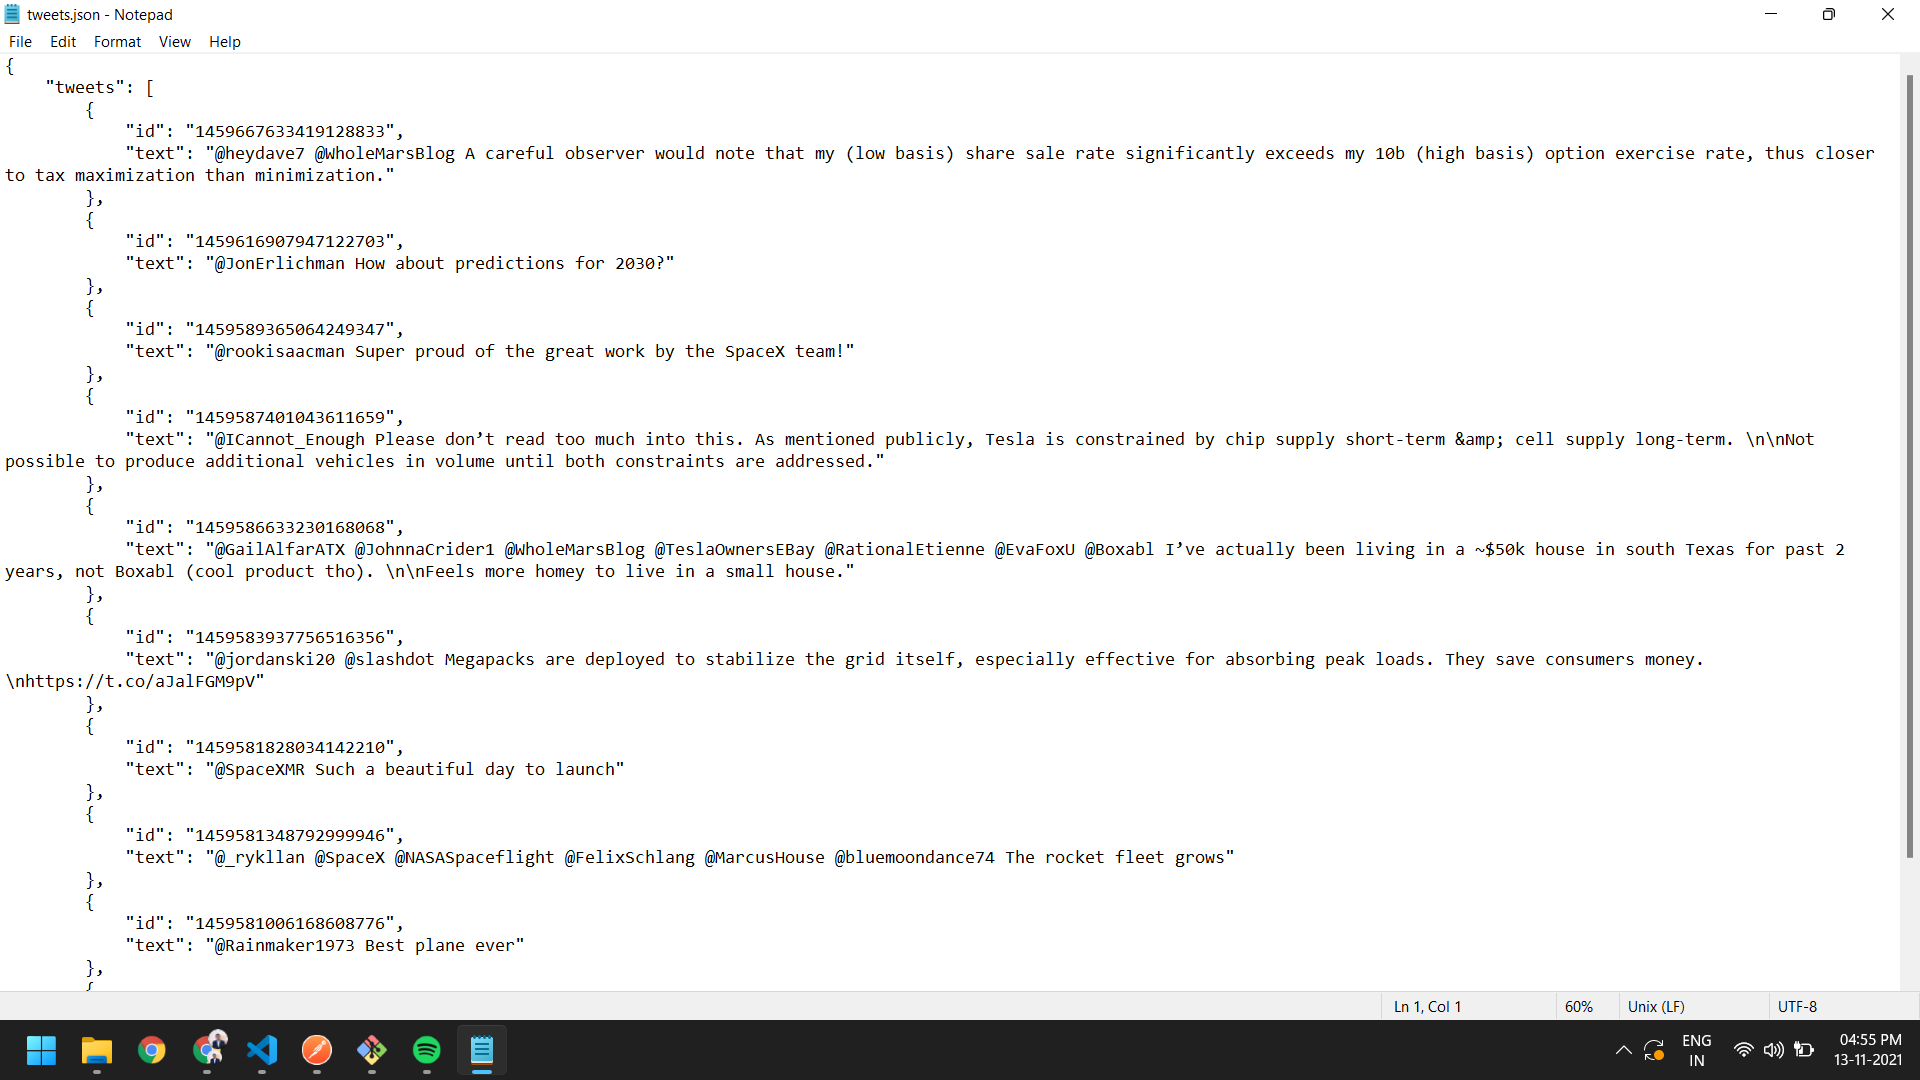 tweets.json - Notepad
File Edit Format View Help
{
"tweets": [
{
"id": "1459667633419128833",
"text": "@heydave7 @WholeMarsBlog A careful observer would note that my (low basis) share sale rate significantly exceeds my 10b (high basis) option exercise rate, thus closer
to tax maximization than minimization."
},
{
"id": "1459616907947122703",
"text": "@JonErlichman How about predictions for 2030?"
},
{
"id": "1459589365064249347",
"text": "@rookisaacman Super proud of the great work by the SpaceX team!"
},
{
"id": "1459587401043611659",
"text": "@ICannot_Enough Please don’t read too much into this. As mentioned publicly, Tesla is constrained by chip supply short-term &amp; cell supply long-term. \n\nNot
possible to produce additional vehicles in volume until both constraints are addressed."
},
{
"id": "1459586633230168068",
"text": "@GailAlfarATX @JohnnaCrider1 @WholeMarsBlog @TeslaOwnersEBay @RationalEtienne @EvaFoxU @Boxabl I’ve actually been living in a ~$50k house in south Texas for past 2
years, not Boxabl (cool product tho). \n\nFeels more homey to live in a small house."
},
{
"id": "1459583937756516356",
"text": "@jordanski20 @slashdot Megapacks are deployed to stabilize the grid itself, especially effective for absorbing peak loads. They save consumers money.
\nhttps://t.co/aJalFGM9pV"
},
{
"id": "1459581828034142210",
"text": "@SpaceXMR Such a beautiful day to launch"
},
{
"id": "1459581348792999946",
"text": "@_rykllan @SpaceX @NASASpaceflight @FelixSchlang @MarcusHouse @bluemoondance74 The rocket fleet grows"
},
{
"id": "1459581006168608776",
"text": "@Rainmaker1973 Best plane ever"
},
{
Ln 1, Col 1 60% Unix (LF) UTF-8
ENG 04:55 PM
IN 13-11-2021